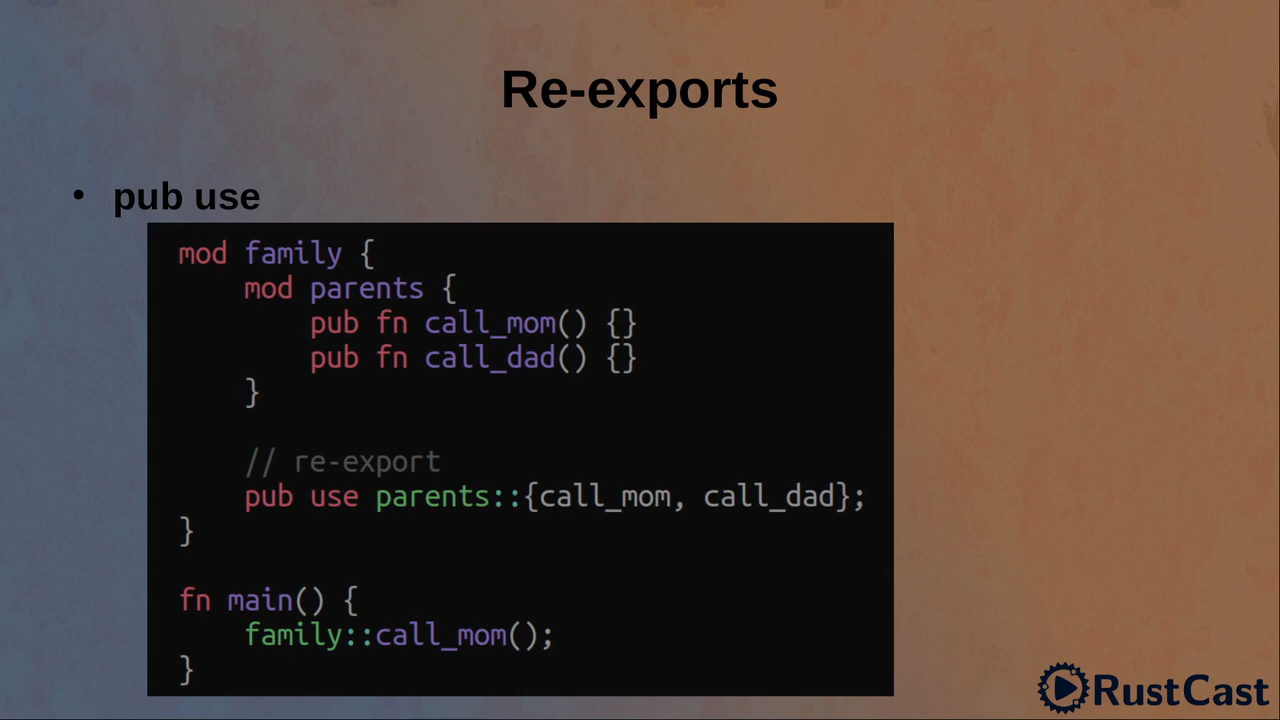 Re-exports
• pub use
mod family {
    mod parents {
        pub fn call_mom() {}
        pub fn call_dad() {}
    }

    // re-export
    pub use parents::{call_mom, call_dad};
}

fn main() {
    family::call_mom();
}
RustCast